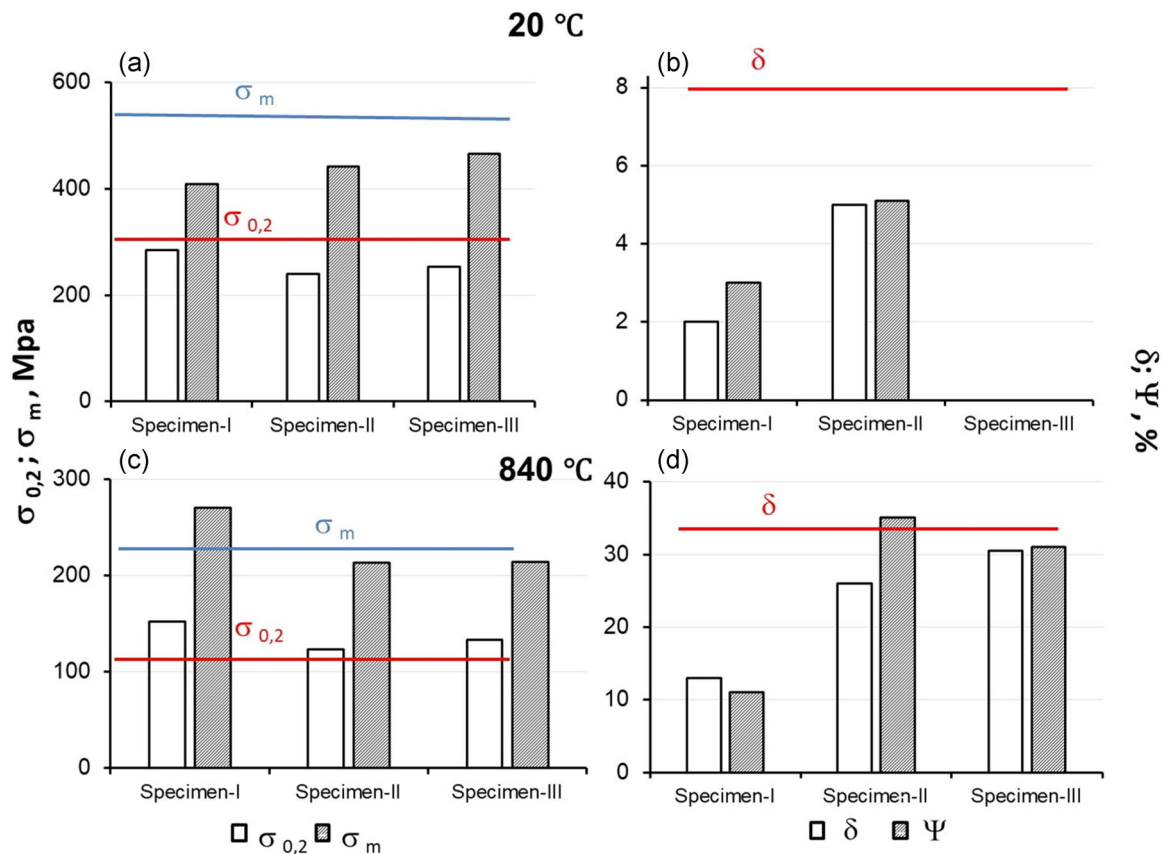 20 ℃
(a)
600
400
200
0
σ m
σ 0,2
Specimen-I
Specimen-II
Specimen-III
(b)
8
6
4
2
0
δ
Specimen-I
Specimen-II
Specimen-III
σ 0,2 ; σ m , Mpa
δ; Ψ , %
840 ℃
(c)
300
200
100
0
σ m
σ 0,2
Specimen-I
Specimen-II
Specimen-III
σ 0,2 σ m
(d)
40
30
20
10
0
δ
Specimen-I
Specimen-II
Specimen-III
δ Ψ